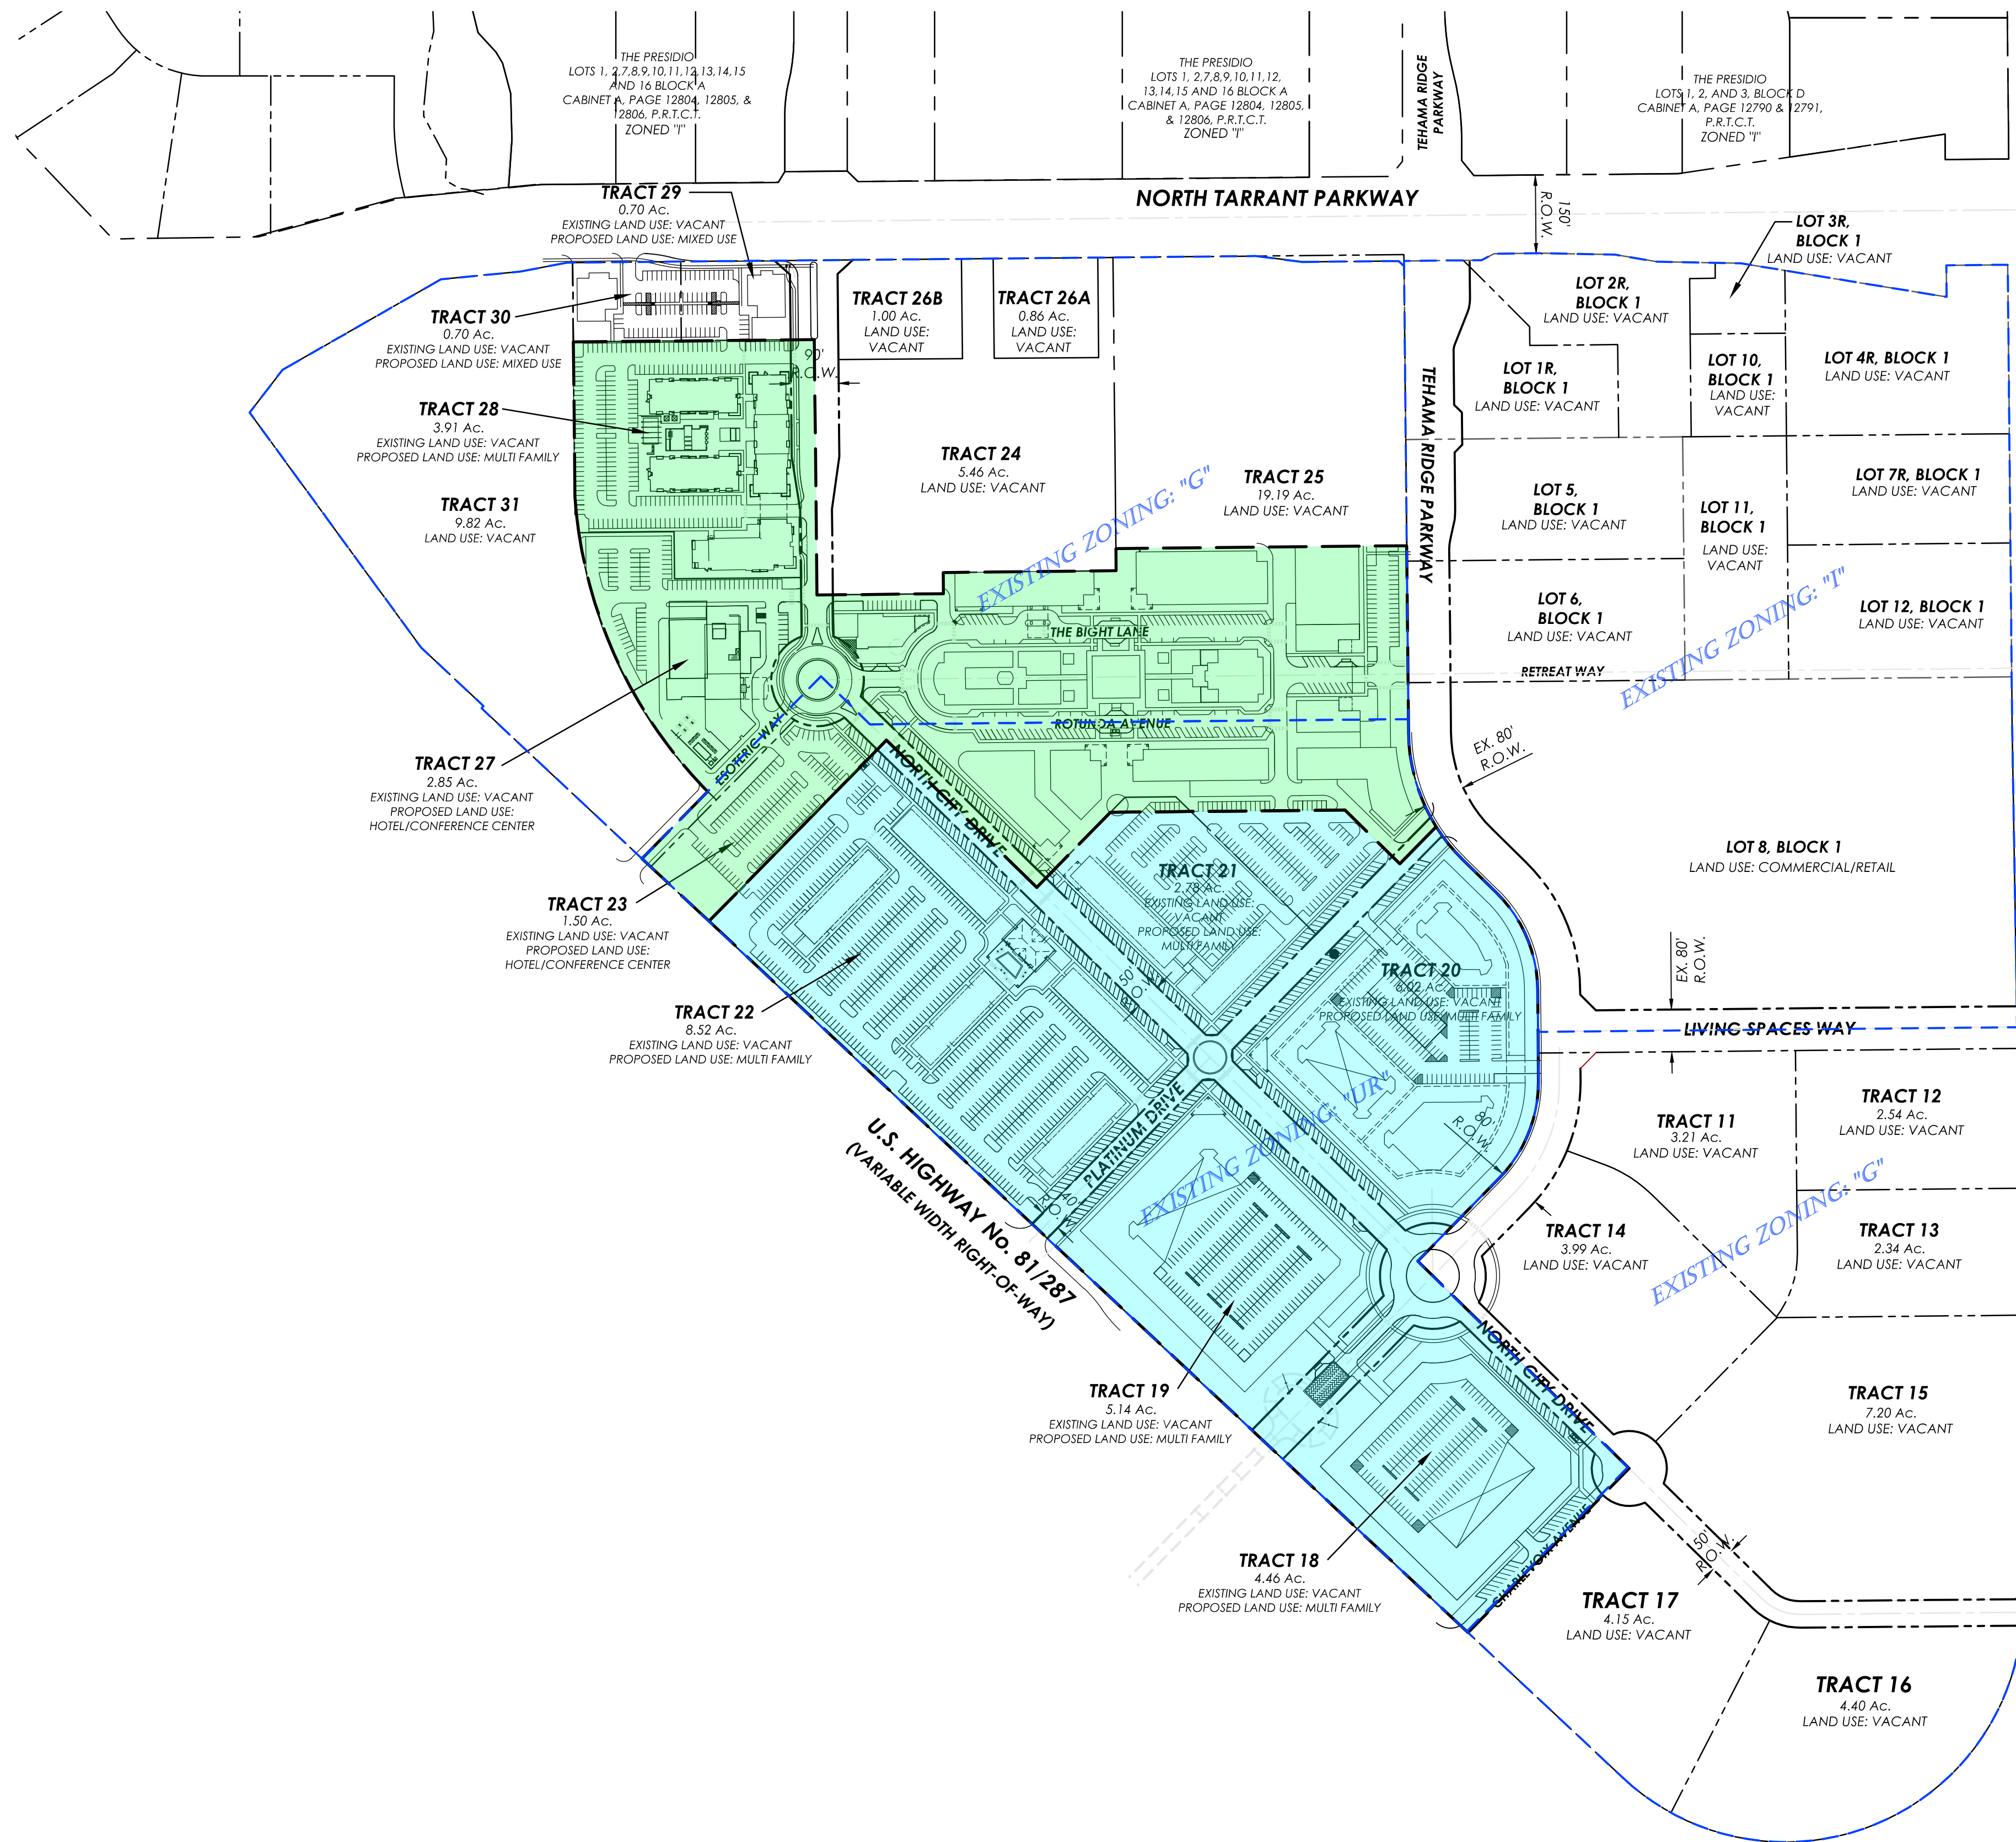 THE PRESIDIO
LOTS 1, 2,7,8,9,10,11,12,13,14,15
AND 16 BLOCK A
CABINET A, PAGE 12804, 12805, &
12806, P.R.T.C.T.
ZONED "I"
THE PRESIDIO
LOTS 1, 2,7,8,9,10,11,12,
13,14,15 AND 16 BLOCK A
CABINET A, PAGE 12804, 12805,
& 12806, P.R.T.C.T.
ZONED "I"
TEHAMA RIDGE
PARKWAY
THE PRESIDIO
LOTS 1, 2, AND 3, BLOCK D
CABINET A, PAGE 12790 & 12791,
P.R.T.C.T.
ZONED "I"
NORTH TARRANT PARKWAY
150'
R.O.W.
TRACT 29
0.70 Ac.
EXISTING LAND USE: VACANT
PROPOSED LAND USE: MIXED USE
TRACT 30
0.70 Ac.
EXISTING LAND USE: VACANT
PROPOSED LAND USE: MIXED USE
TRACT 28
3.91 Ac.
EXISTING LAND USE: VACANT
PROPOSED LAND USE: MULTI FAMILY
TRACT 31
9.82 Ac.
LAND USE: VACANT
90'
R.O.W.
TRACT 26B
1.00 Ac.
LAND USE:
VACANT
TRACT 26A
0.86 Ac.
LAND USE:
VACANT
TRACT 24
5.46 Ac.
LAND USE: VACANT
TRACT 25
19.19 Ac.
LAND USE: VACANT
EXISTING ZONING: "G"
TEHAMA RIDGE PARKWAY
LOT 3R,
BLOCK 1
LAND USE: VACANT
LOT 2R,
BLOCK 1
LAND USE: VACANT
LOT 1R,
BLOCK 1
LAND USE: VACANT
LOT 10,
BLOCK 1
LAND USE:
VACANT
LOT 4R, BLOCK 1
LAND USE: VACANT
LOT 5,
BLOCK 1
LAND USE: VACANT
LOT 11,
BLOCK 1
LAND USE:
VACANT
LOT 7R, BLOCK 1
LAND USE: VACANT
LOT 6,
BLOCK 1
LAND USE: VACANT
LOT 12, BLOCK 1
LAND USE: VACANT
EXISTING ZONING: "I"
RETREAT WAY
THE BIGHT LANE
ROTUNDA AVENUE
ESOTERIC WAY
NORTH CITY DRIVE
EX. 80'
R.O.W.
LOT 8, BLOCK 1
LAND USE: COMMERCIAL/RETAIL
TRACT 27
2.85 Ac.
EXISTING LAND USE: VACANT
PROPOSED LAND USE:
HOTEL/CONFERENCE CENTER
TRACT 23
1.50 Ac.
EXISTING LAND USE: VACANT
PROPOSED LAND USE:
HOTEL/CONFERENCE CENTER
TRACT 22
8.52 Ac.
EXISTING LAND USE: VACANT
PROPOSED LAND USE: MULTI FAMILY
TRACT 21
2.78 Ac.
EXISTING LAND USE:
VACANT
PROPOSED LAND USE:
MULTI FAMILY
50'
TRACT 20
6.02 Ac.
EXISTING LAND USE: VACANT
PROPOSED LAND USE: MULTI FAMILY
EX. 80'
R.O.W.
LIVING SPACES WAY
90'
R.O.W.
EXISTING ZONING: "UR"
PLATINUM DRIVE
40'
R.O.W.
U.S. HIGHWAY No. 81/287
(VARIABLE WIDTH RIGHT-OF-WAY)
TRACT 11
3.21 Ac.
LAND USE: VACANT
TRACT 12
2.54 Ac.
LAND USE: VACANT
TRACT 14
3.99 Ac.
LAND USE: VACANT
TRACT 13
2.34 Ac.
LAND USE: VACANT
EXISTING ZONING: "G"
NORTH CITY DRIVE
TRACT 15
7.20 Ac.
LAND USE: VACANT
TRACT 19
5.14 Ac.
EXISTING LAND USE: VACANT
PROPOSED LAND USE: MULTI FAMILY
TRACT 18
4.46 Ac.
EXISTING LAND USE: VACANT
PROPOSED LAND USE: MULTI FAMILY
CHARLEVOIX AVENUE
50'
R.O.W.
TRACT 17
4.15 Ac.
LAND USE: VACANT
TRACT 16
4.40 Ac.
LAND USE: VACANT